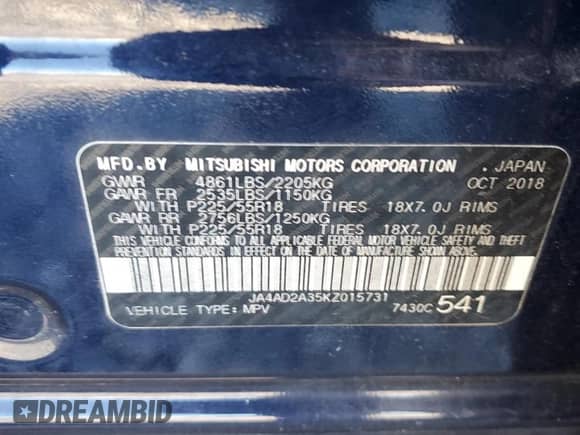 MFD.BY MITSUBISHI MOTORS CORPORATION . JAPAN
GVWR 4861LBS/2205KG OCT 2018
GAWR FR 2535LBS/1150KG
WITH P225/55R18 TIRES 18X7.0J RIMS
GAWR RR 2756LBS/1250KG
WITH P225/55R18 TIRES 18X7.0J RIMS
THIS VEHICLE CONFORMS TO ALL APPLICABLE FEDERAL MOTOR VEHICLE SAFETY AND THEFT
PREVENTION STANDARDS IN EFFECT ON THE DATE OF MANUFACTURE SHOWN ABOVE.
JA4AD2A35KZ015731
VEHICLE TYPE: MPV 7430C 541
DREAMBID